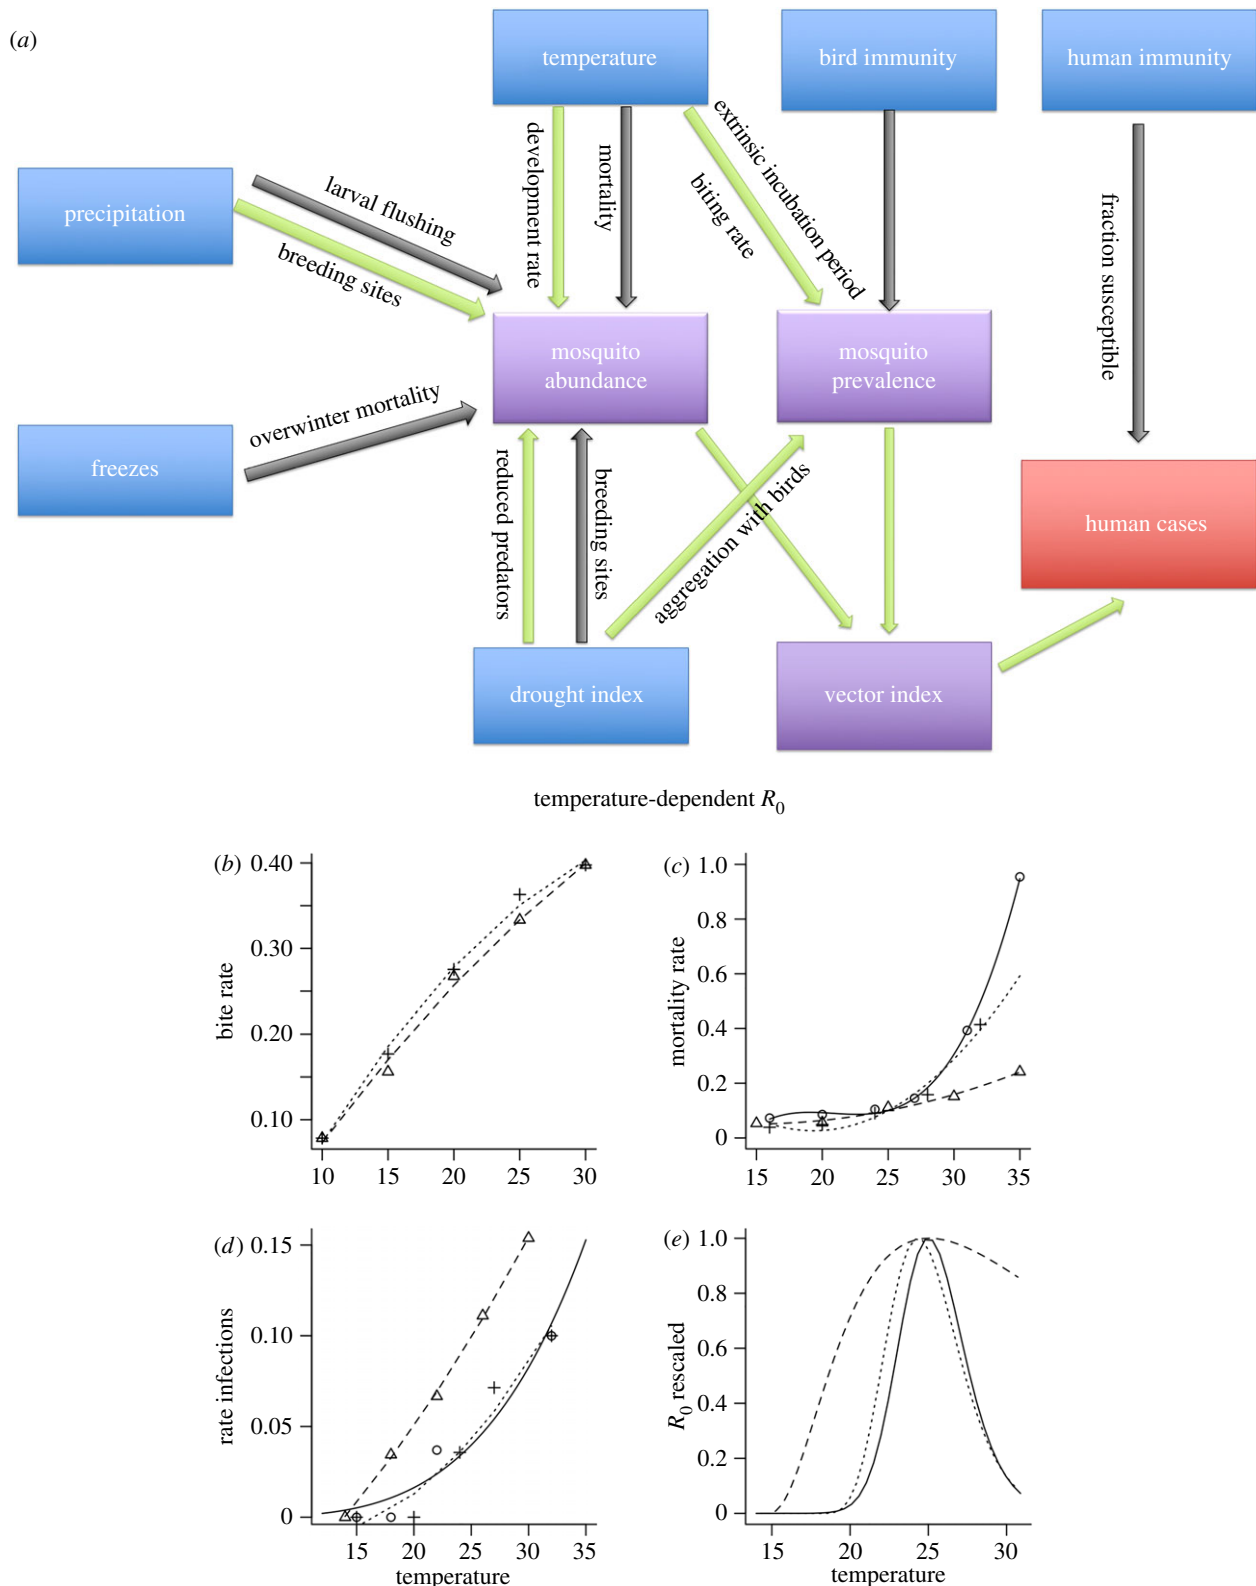 (a)
temperature
bird immunity
human immunity
precipitation
larval flushing
breeding sites
development rate
mortality
extrinsic incubation period
biting rate
fraction susceptible
mosquito
abundance
mosquito
prevalence
freezes
overwinter mortality
reduced predators
breeding sites
aggregation with birds
human cases
drought index
vector index
temperature-dependent R0
(b)
0.40
0.30
0.20
0.10
bite rate
10 15 20 25 30
(c)
1.0
0.8
0.6
0.4
0.2
0
mortality rate
15 20 25 30 35
(d)
0.15
0.10
0.05
0
rate infections
15 20 25 30 35
temperature
(e)
1.0
0.8
0.6
0.4
0.2
0
R0 rescaled
15 20 25 30
temperature